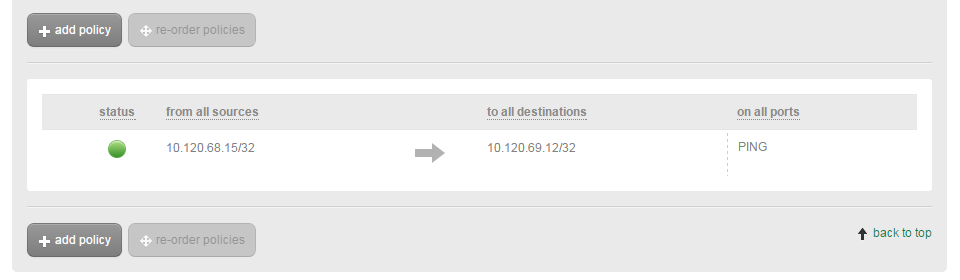 add policy re-order policies
status from all sources to all destinations on all ports
10.120.68.15/32 10.120.69.12/32 PING
add policy re-order policies back to top